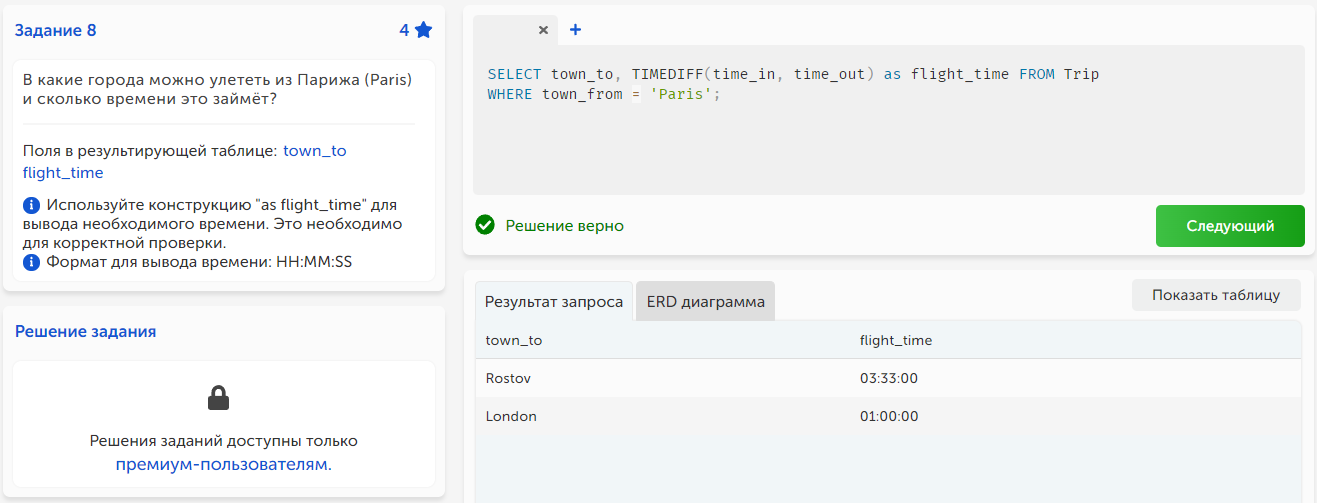 Задание 8
4
В какие города можно улететь из Парижа (Paris)
и сколько времени это займёт?
Поля в результирующей таблице: town_to
flight_time
Используйте конструкцию "as flight_time" для
вывода необходимого времени. Это необходимо
для корректной проверки.
Формат для вывода времени: HH:MM:SS
Решение задания
Решения заданий доступны только
премиум-пользователям.
SELECT town_to, TIMEDIFF(time_in, time_out) as flight_time FROM Trip
WHERE town_from = 'Paris';
Решение верно
Следующий
Результат запроса
ERD диаграмма
Показать таблицу
town_to flight_time
Rostov 03:33:00
London 01:00:00